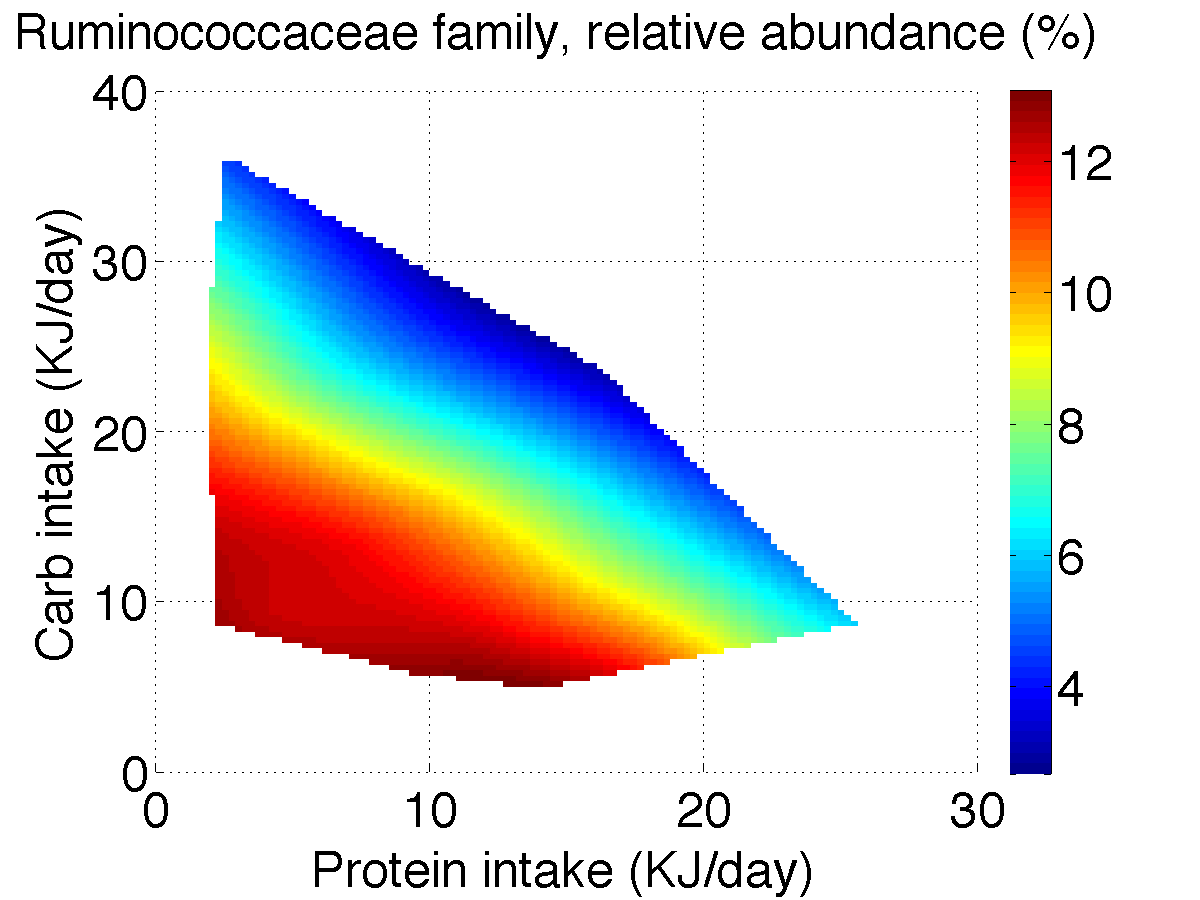 Ruminococcaceae family, relative abundance (%)
40
30
20
10
0
0 10 20 30
Carb intake (KJ/day)
Protein intake (KJ/day)
12
10
8
6
4